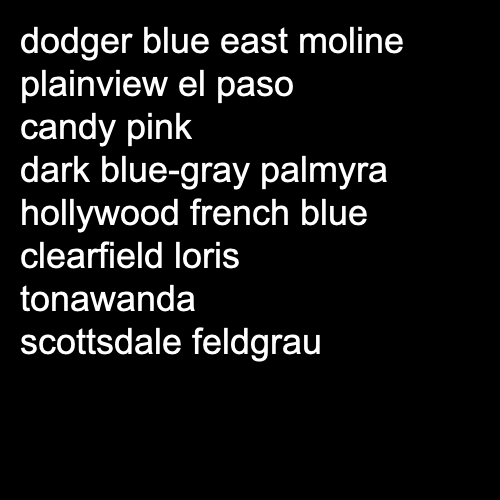 dodger blue east moline
plainview el paso
candy pink
dark blue-gray palmyra
hollywood french blue
clearfield loris
tonawanda
scottsdale feldgrau